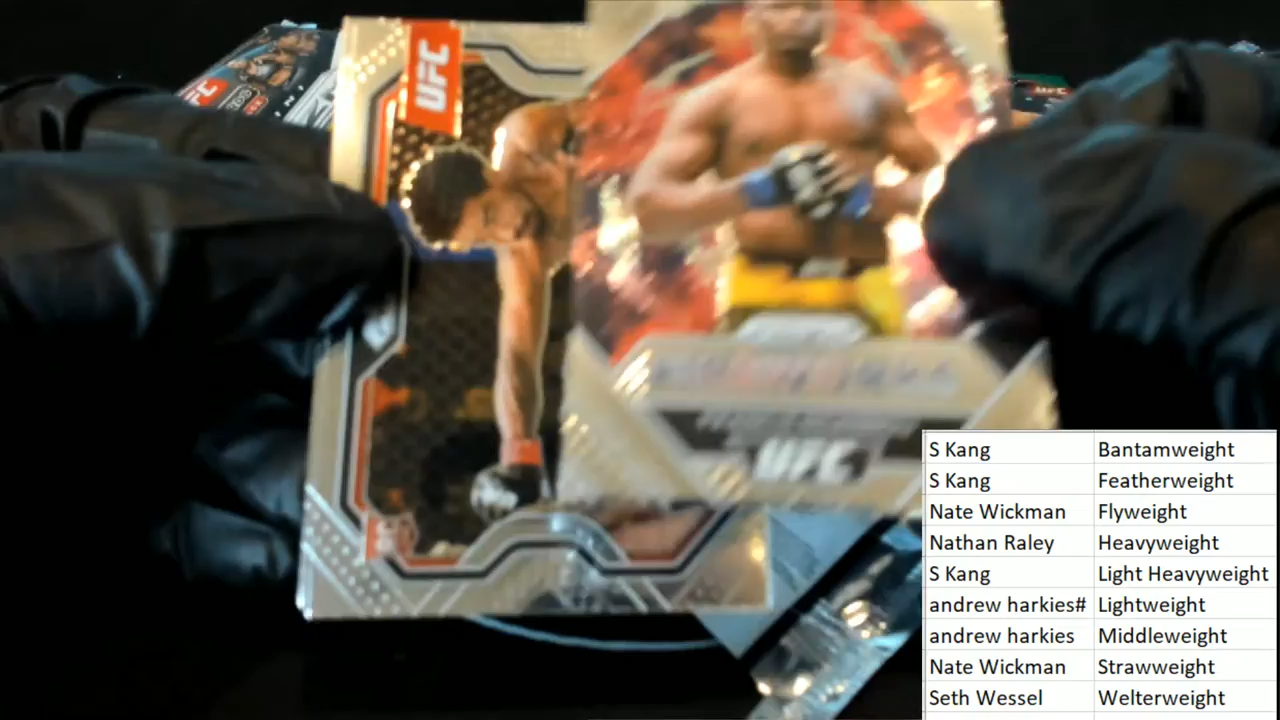 UFC
UFC
S Kang Bantamweight
S Kang Featherweight
Nate Wickman Flyweight
Nathan Raley Heavyweight
S Kang Light Heavyweight
andrew harkies# Lightweight
andrew harkies Middleweight
Nate Wickman Strawweight
Seth Wessel Welterweight